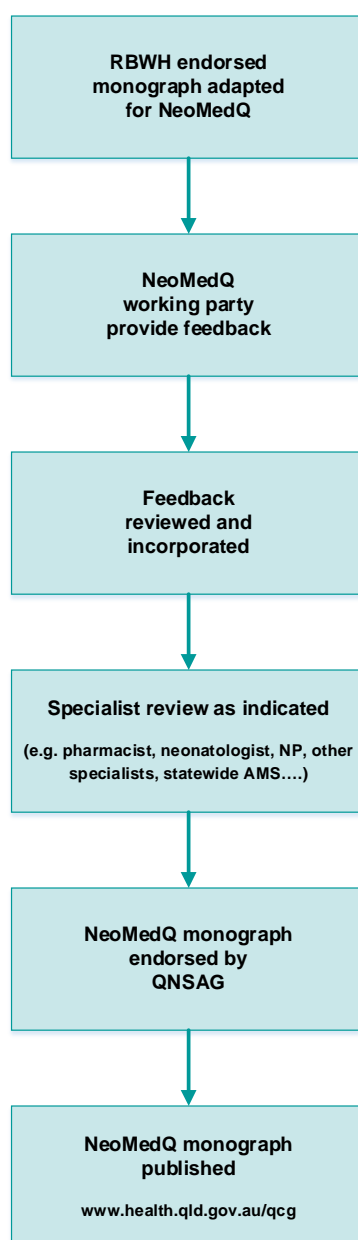 RBWH endorsed
monograph adapted
for NeoMedQ
NeoMedQ
working party
provide feedback
Feedback
reviewed and
incorporated
Specialist review as indicated
(e.g. pharmacist, neonatologist, NP, other
specialists, statewide AMS….)
NeoMedQ monograph
endorsed by
QNSAG
NeoMedQ monograph
published
www.health.qld.gov.au/qcg